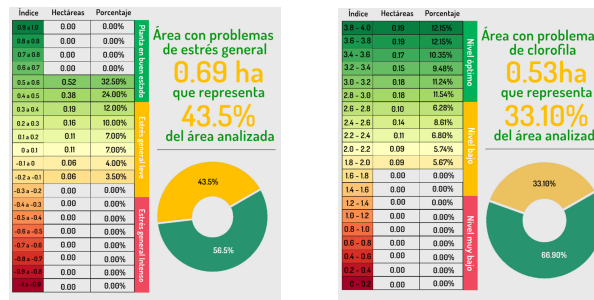 Índice Hectáreas Porcentaje
0.9 a 1.0 0.00 0.00%
0.8 a 0.9 0.00 0.00%
0.7 a 0.8 0.00 0.00%
0.6 a 0.7 0.00 0.00%
0.5 a 0.6 0.52 32.50%
0.4 a 0.5 0.38 24.00%
0.3 a 0.4 0.19 12.00%
0.2 a 0.3 0.16 10.00%
0.1 a 0.2 0.11 7.00%
0 a 0.1 0.11 7.00%
-0.1 a 0 0.06 4.00%
-0.2 a -0.1 0.06 3.50%
-0.3 a -0.2 0.00 0.00%
-0.4 a -0.3 0.00 0.00%
-0.5 a -0.4 0.00 0.00%
-0.6 a -0.5 0.00 0.00%
-0.7 a -0.6 0.00 0.00%
-0.8 a -0.7 0.00 0.00%
-0.9 a -0.8 0.00 0.00%
-1 a -0.9 0.00 0.00%
Planta en buen estado
Estrés general leve
Estrés general Intenso
Área con problemas
de estrés general
0.69 ha
que representa
43.5%
del área analizada
43.5%
56.5%
Índice Hectáreas Porcentaje
3.8 - 4.0 0.19 12.15%
3.6 - 3.8 0.19 12.15%
3.4 - 3.6 0.17 10.35%
3.2 - 3.4 0.15 9.48%
3.0 - 3.2 0.18 11.24%
2.8 - 3.0 0.18 11.54%
2.6 - 2.8 0.10 6.28%
2.4 - 2.6 0.14 8.61%
2.2 - 2.4 0.11 6.80%
2.0 - 2.2 0.09 5.74%
1.8 - 2.0 0.09 5.67%
1.6 - 1.8 0.00 0.00%
1.4 - 1.6 0.00 0.00%
1.2 - 1.4 0.00 0.00%
1.0 - 1.2 0.00 0.00%
0.8 - 1.0 0.00 0.00%
0.6 - 0.8 0.00 0.00%
0.4 - 0.6 0.00 0.00%
0.2 - 0.4 0.00 0.00%
0 - 0.2 0.00 0.00%
Nivel óptimo
Nivel bajo
Nivel muy bajo
Área con problema
de clorofila
0.53ha
que representa
33.10%
del área analizad
33.10%
66.90%